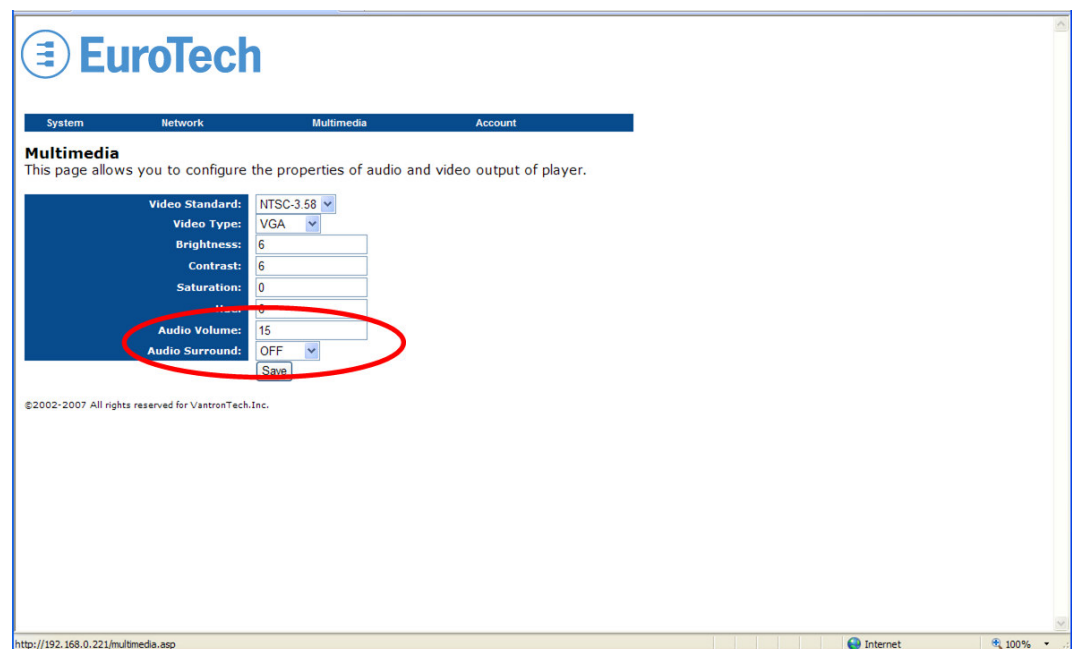 EuroTech
System Network Multimedia Account
Multimedia
This page allows you to configure the properties of audio and video output of player.
Video Standard: NTSC-3.58
Video Type: VGA
Brightness: 6
Contrast: 6
Saturation: 0
Audio Volume: 15
Audio Surround: OFF
Save
©2002-2007 All rights reserved for VantronTech.Inc.
http://192.168.0.221/multimedia.asp Internet 100%